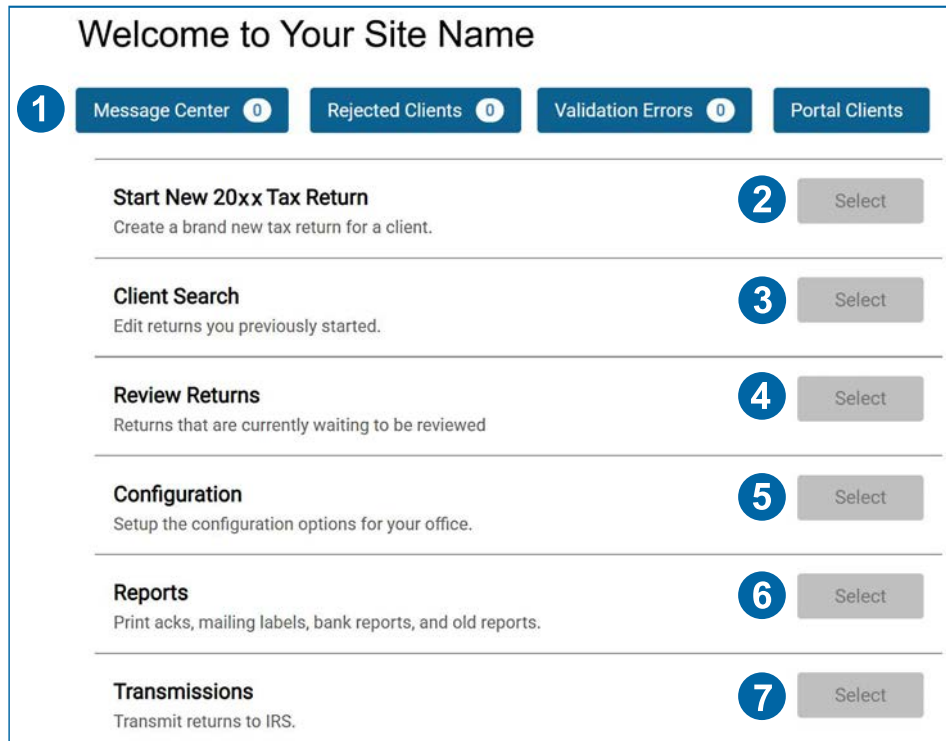 Welcome to Your Site Name
1 Message Center 0 Rejected Clients 0 Validation Errors 0 Portal Clients
Start New 20xx Tax Return 2 Select
Create a brand new tax return for a client.
Client Search 3 Select
Edit returns you previously started.
Review Returns 4 Select
Returns that are currently waiting to be reviewed
Configuration 5 Select
Setup the configuration options for your office.
Reports 6 Select
Print acks, mailing labels, bank reports, and old reports.
Transmissions 7 Select
Transmit returns to IRS.